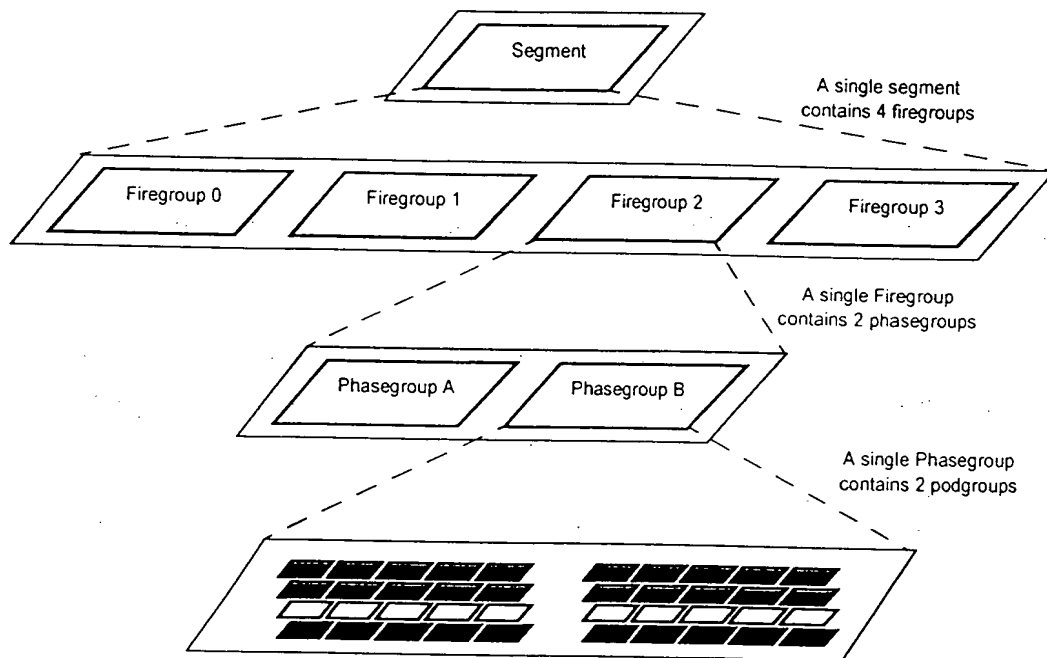 Segment
A single segment
contains 4 firegroups
Firegroup 0
Firegroup 1
Firegroup 2
Firegroup 3
A single Firegroup
contains 2 phasegroups
Phasegroup A
Phasegroup B
A single Phasegroup
contains 2 podgroups